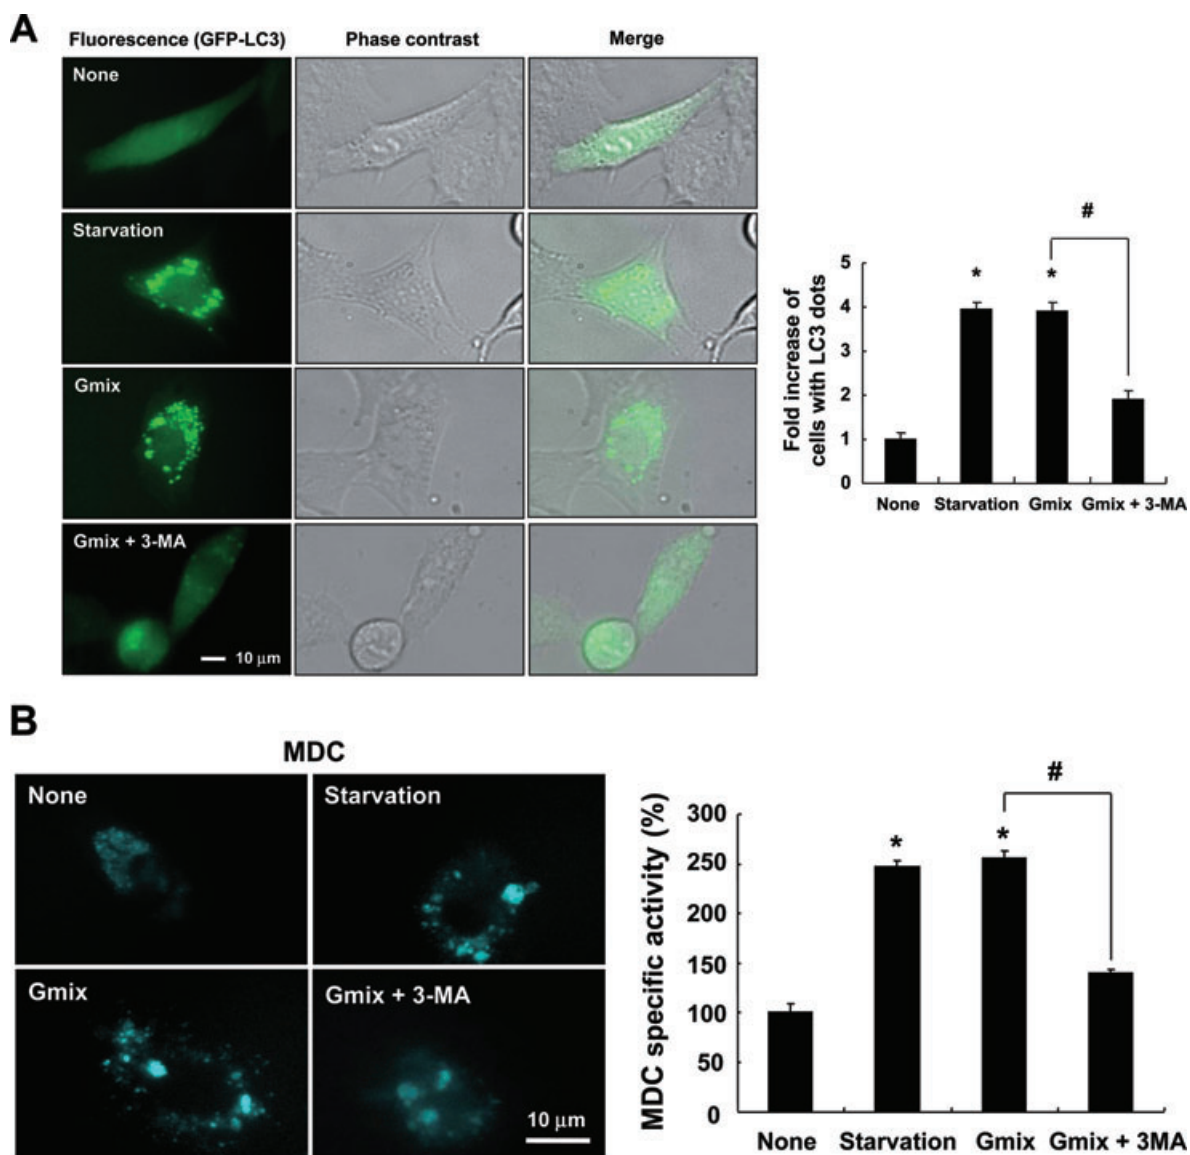 A
Fluorescence (GFP-LC3) Phase contrast Merge
None
Starvation
Gmix
Gmix + 3-MA
10 μm
#
* *
Fold increase of
cells with LC3 dots
5
4
3
2
1
0
None Starvation Gmix Gmix + 3-MA
B
MDC
None
Starvation
Gmix
Gmix + 3-MA
10 μm
#
* *
MDC specific activity (%)
300
250
200
150
100
50
0
None Starvation Gmix Gmix + 3MA